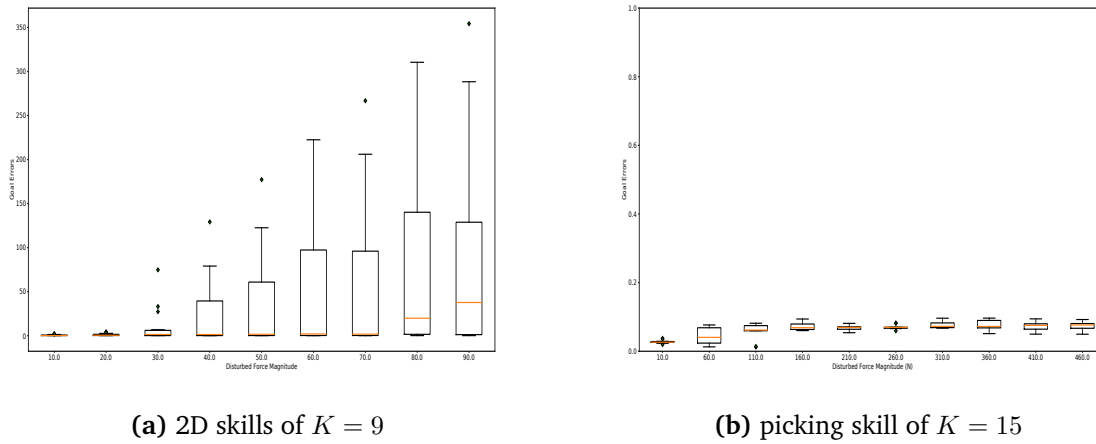 350
300
250
200
150
100
50
0
Goal Errors
10.0 20.0 30.0 40.0 50.0 60.0 70.0 80.0 90.0
Disturbed Force Magnitude
(a) 2D skills of K = 9
1.0
0.8
0.6
0.4
0.2
0.0
Goal Errors
10.0 60.0 110.0 160.0 210.0 260.0 310.0 360.0 410.0 460.0
Disturbed Force Magnitude (N)
(b) picking skill of K = 15